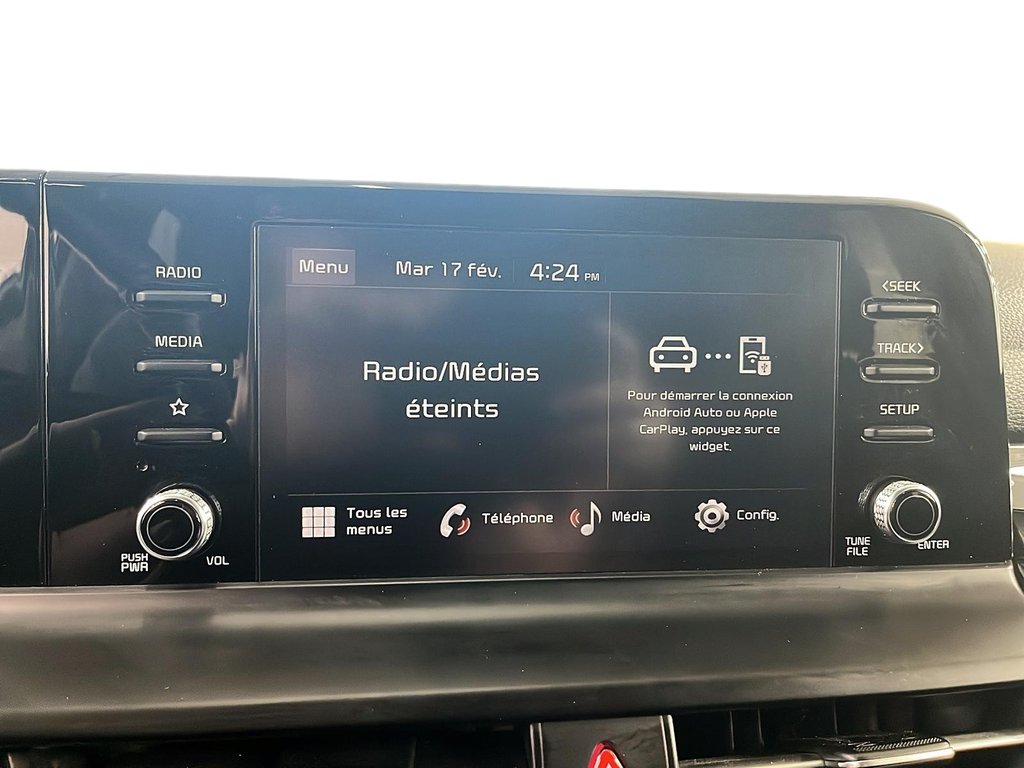 RADIO
MEDIA
PUSH
PWR
VOL
Menu
Mar 17 fév.
4:24 PM
Radio/Médias
éteints
Pour démarrer la connexion
Android Auto ou Apple
CarPlay, appuyez sur ce
widget.
Tous les
menus
Téléphone
Média
Config.
<SEEK
TRACK>
SETUP
TUNE
FILE
ENTER